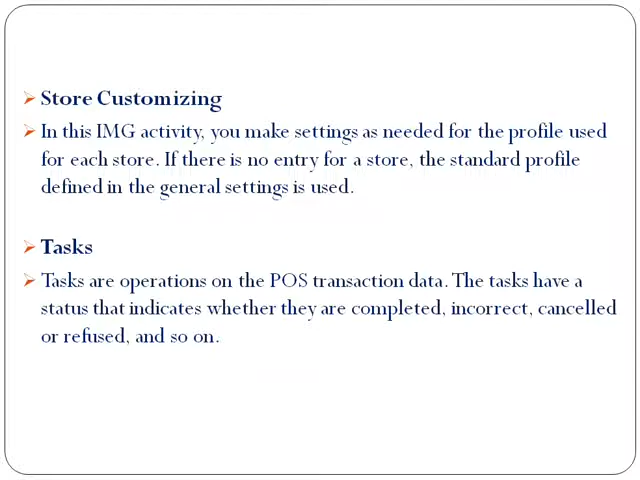 Store Customizing
In this IMG activity, you make settings as needed for the profile used
for each store. If there is no entry for a store, the standard profile
defined in the general settings is used.
Tasks
Tasks are operations on the POS transaction data. The tasks have a
status that indicates whether they are completed, incorrect, cancelled
or refused, and so on.